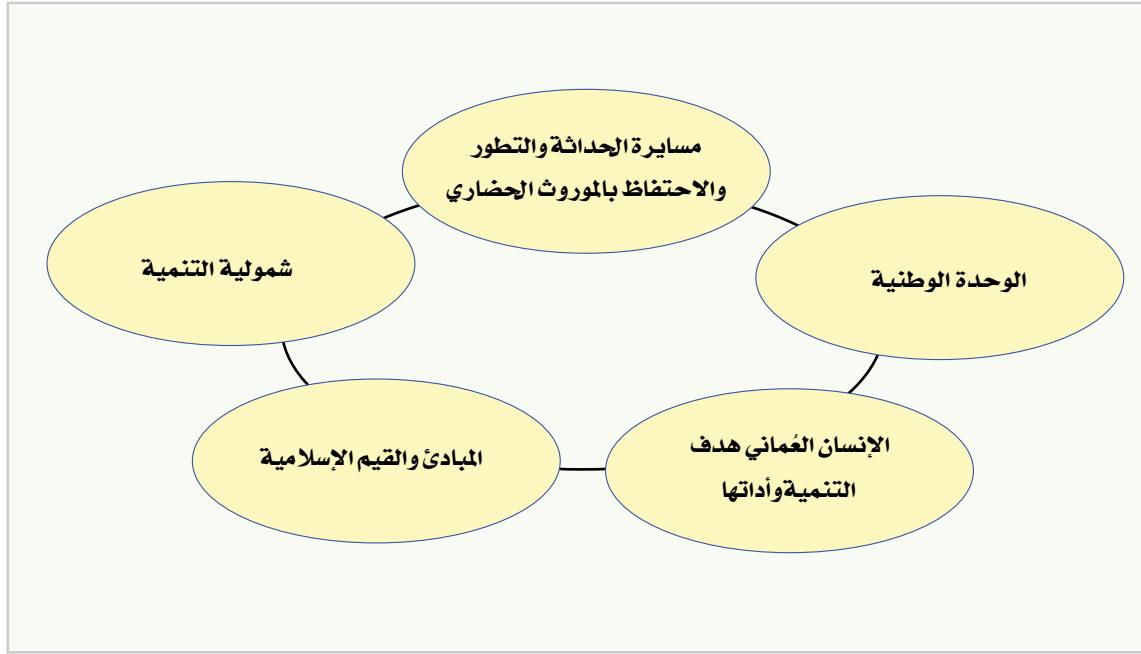 مسايرة الحداثة والتطور
والاحتفاظ بالموروث الحضاري
الوحدة الوطنية
شمولية التنمية
الإنسان العُماني هدف
التنمية وأداتها
المبادئ والقيم الإسلامية